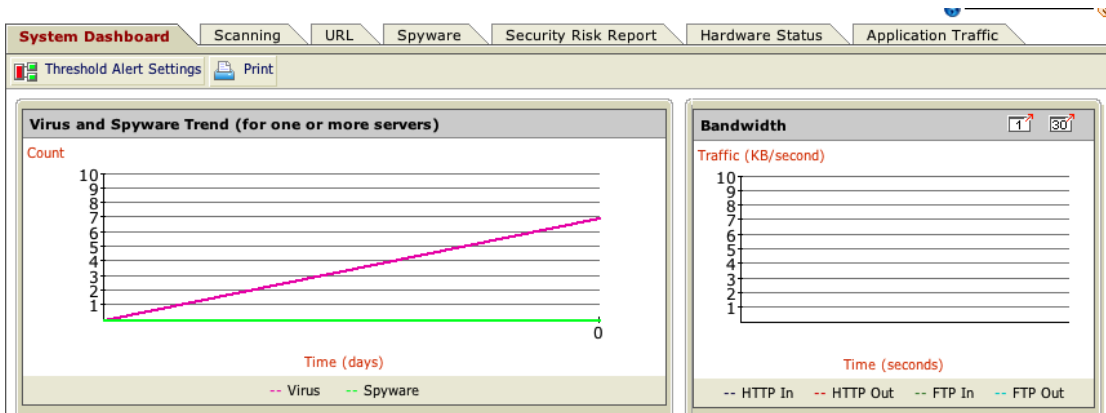 System Dashboard Scanning URL Spyware Security Risk Report Hardware Status Application Traffic
Threshold Alert Settings Print
Virus and Spyware Trend (for one or more servers)
Count
10
9
8
7
6
5
4
3
2
1
0
Time (days)
-- Virus -- Spyware
Bandwidth 1 30
Traffic (KB/second)
10
9
8
7
6
5
4
3
2
1
Time (seconds)
-- HTTP In -- HTTP Out -- FTP In -- FTP Out